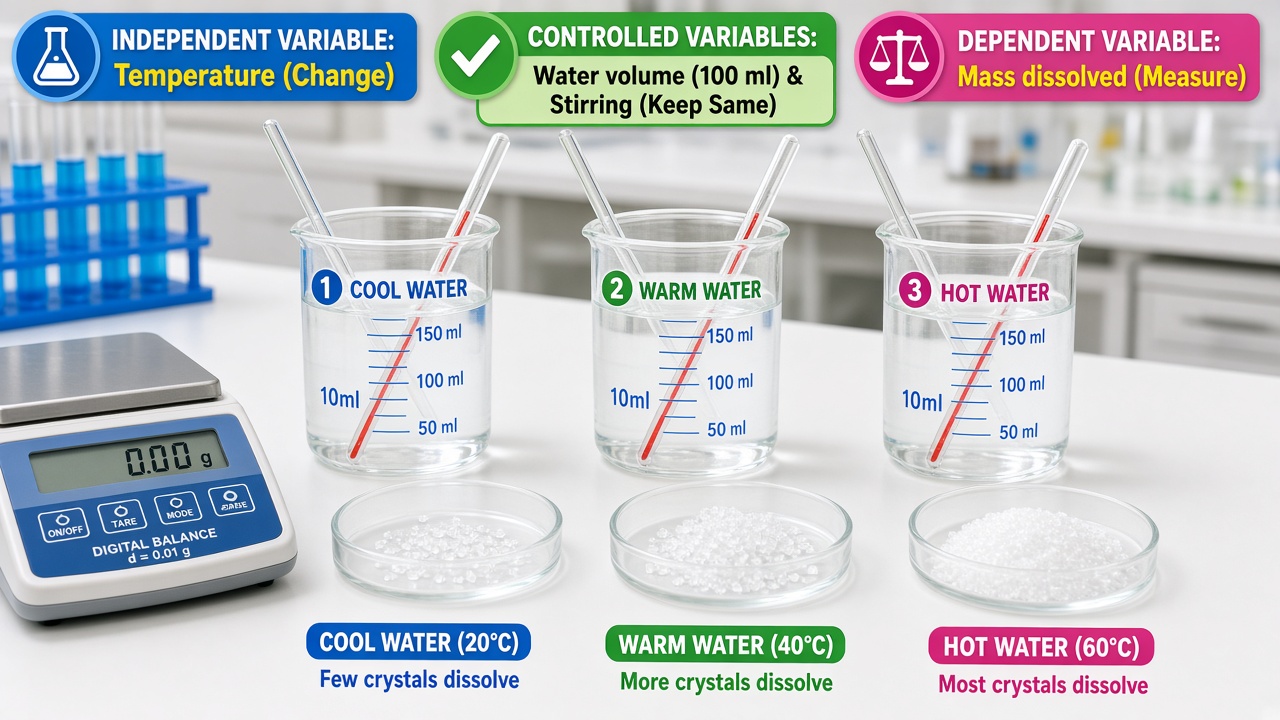 INDEPENDENT VARIABLE:
Temperature (Change)
CONTROLLED VARIABLES:
Water volume (100 ml) &
Stirring (Keep Same)
DEPENDENT VARIABLE:
Mass dissolved (Measure)
1 COOL WATER
150 ml
100 ml
10ml
50 ml
2 WARM WATER
150 ml
100 ml
10ml
50 ml
3 HOT WATER
150 ml
100 ml
10ml
50 ml
0.00 g
ON/OFF
TARE
MODE
DIGITAL BALANCE
d = 0.01 g
COOL WATER (20°C)
Few crystals dissolve
WARM WATER (40°C)
More crystals dissolve
HOT WATER (60°C)
Most crystals dissolve